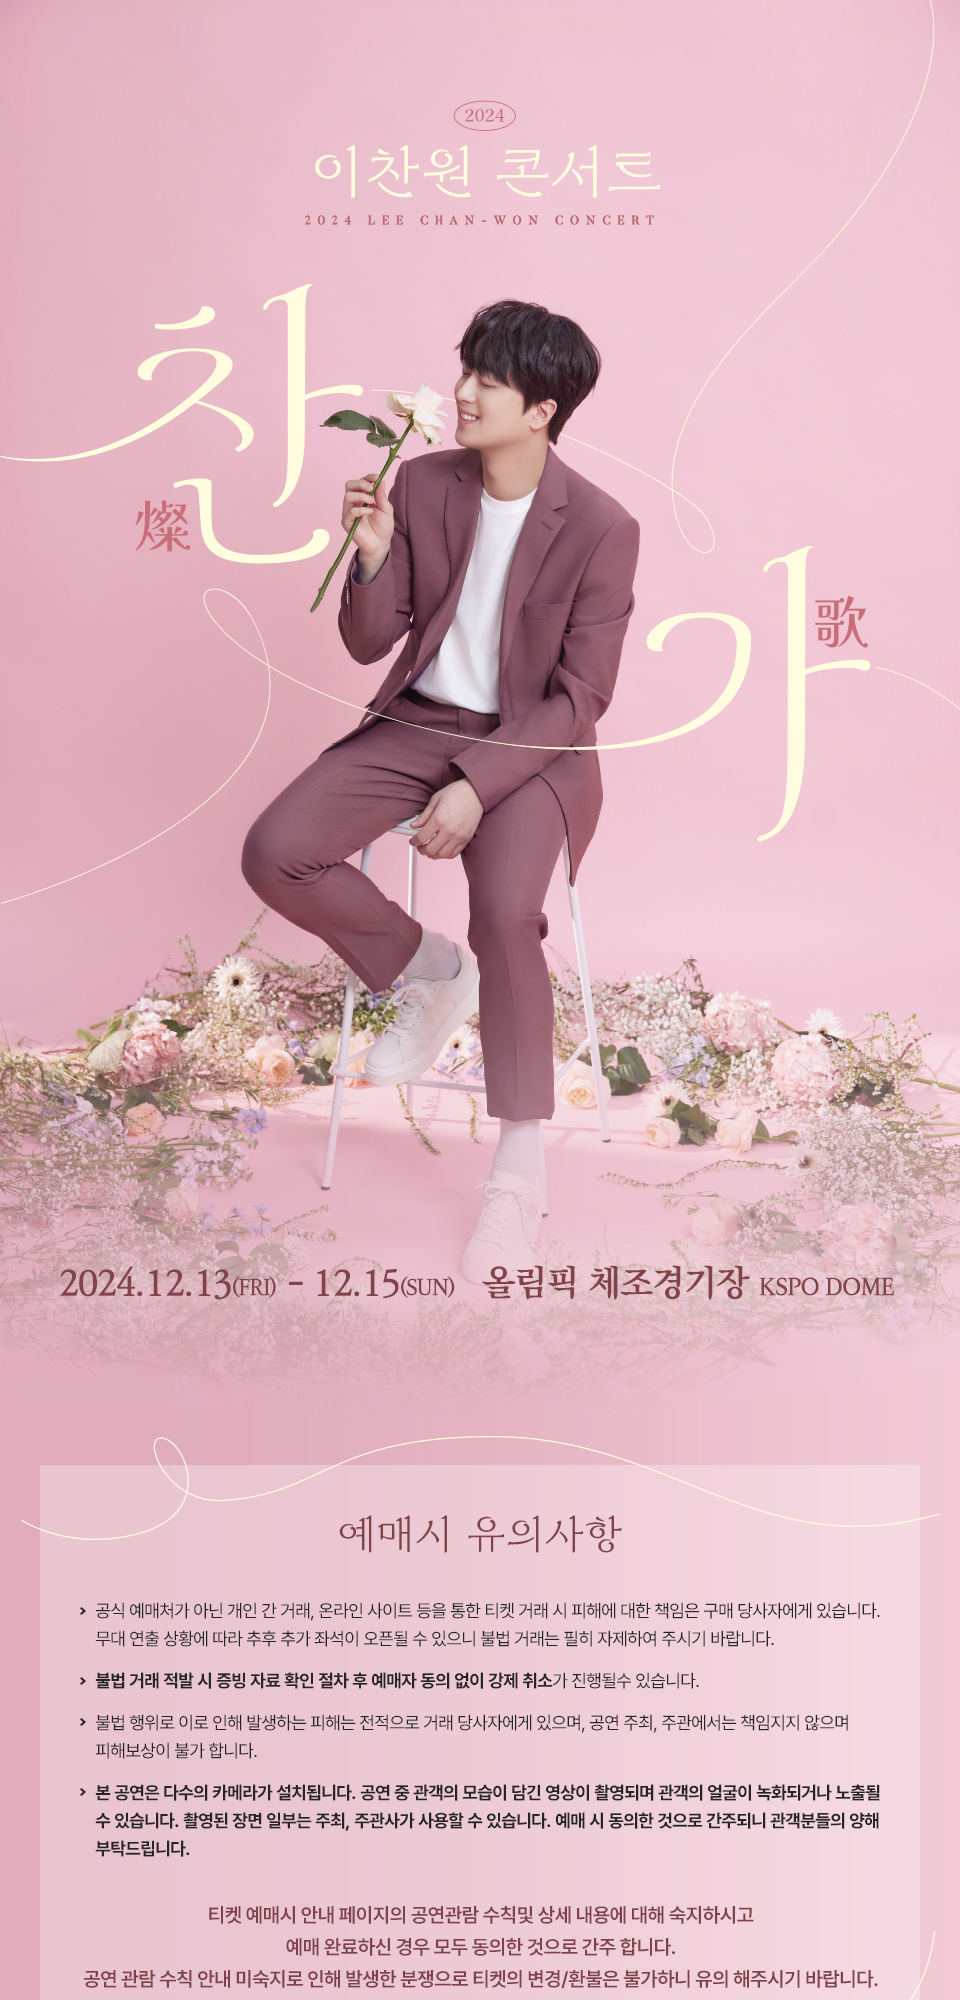 2024
이찬원 콘서트
2024 LEE CHAN-WON CONCERT
찬
燦
가
歌
2024.12.13(FRI) - 12.15(SUN) 올림픽 체조경기장 KSPO DOME
예매시 유의사항
› 공식 예매처가 아닌 개인 간 거래, 온라인 사이트 등을 통한 티켓 거래 시 피해에 대한 책임은 구매 당사자에게 있습니다.
무대 연출 상황에 따라 추후 추가 좌석이 오픈될 수 있으니 불법 거래는 필히 자제하여 주시기 바랍니다.
› 불법 거래 적발 시 증빙 자료 확인 절차 후 예매자 동의 없이 강제 취소가 진행될수 있습니다.
› 불법 행위로 이로 인해 발생하는 피해는 전적으로 거래 당사자에게 있으며, 공연 주최, 주관에서는 책임지지 않으며
피해보상이 불가 합니다.
› 본 공연은 다수의 카메라가 설치됩니다. 공연 중 관객의 모습이 담긴 영상이 촬영되며 관객의 얼굴이 녹화되거나 노출될
수 있습니다. 촬영된 장면 일부는 주최, 주관사가 사용할 수 있습니다. 예매 시 동의한 것으로 간주되니 관객분들의 양해
부탁드립니다.
티켓 예매시 안내 페이지의 공연관람 수칙및 상세 내용에 대해 숙지하시고
예매 완료하신 경우 모두 동의한 것으로 간주 합니다.
공연 관람 수칙 안내 미숙지로 인해 발생한 분쟁으로 티켓의 변경/환불은 불가하니 유의 해주시기 바랍니다.